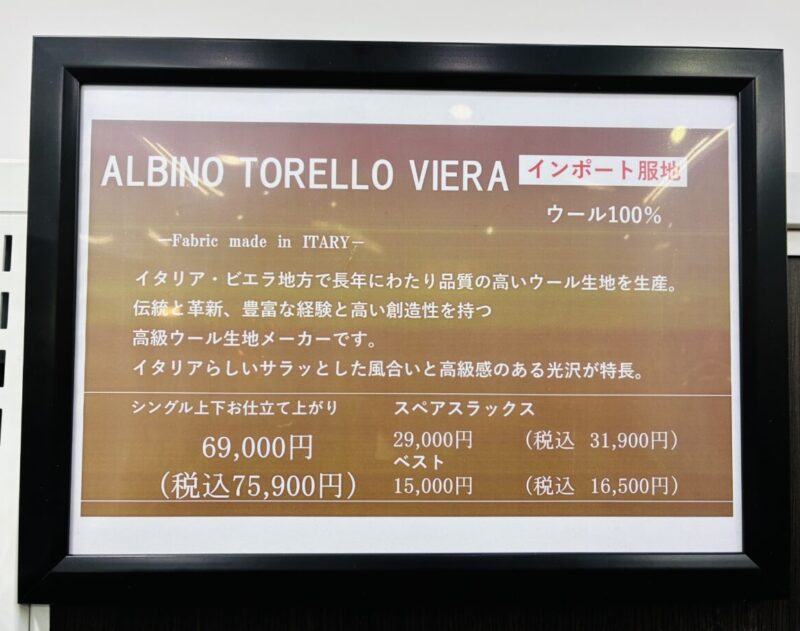 ALBINO TORELLO VIERA インポート服地
ウール100%
—Fabric made in ITARY—
イタリア・ビエラ地方で長年にわたり品質の高いウール生地を生産。
伝統と革新、豊富な経験と高い創造性を持つ
高級ウール生地メーカーです。
イタリアらしいサラッとした風合いと高級感のある光沢が特長。
シングル上下お仕立て上がり
69,000円
（税込75,900円）
スペアスラックス
29,000円 （税込 31,900円）
ベスト
15,000円 （税込 16,500円）